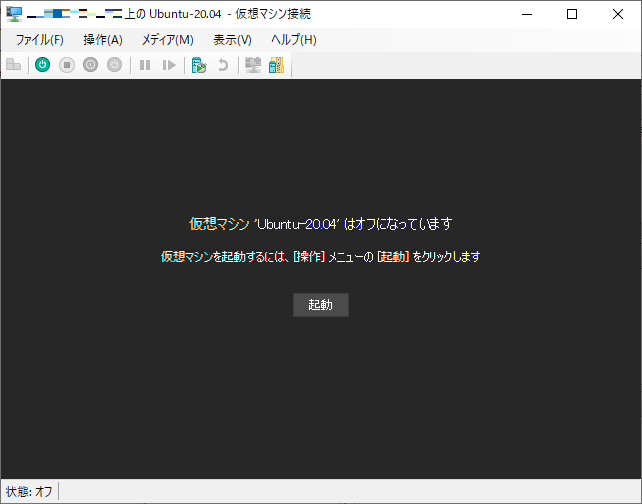 上の Ubuntu-20.04 - 仮想マシン接続
ファイル(F) 操作(A) メディア(M) 表示(V) ヘルプ(H)
仮想マシン 'Ubuntu-20.04' はオフになっています
仮想マシンを起動するには、[操作] メニューの [起動] をクリックします
起動
状態: オフ